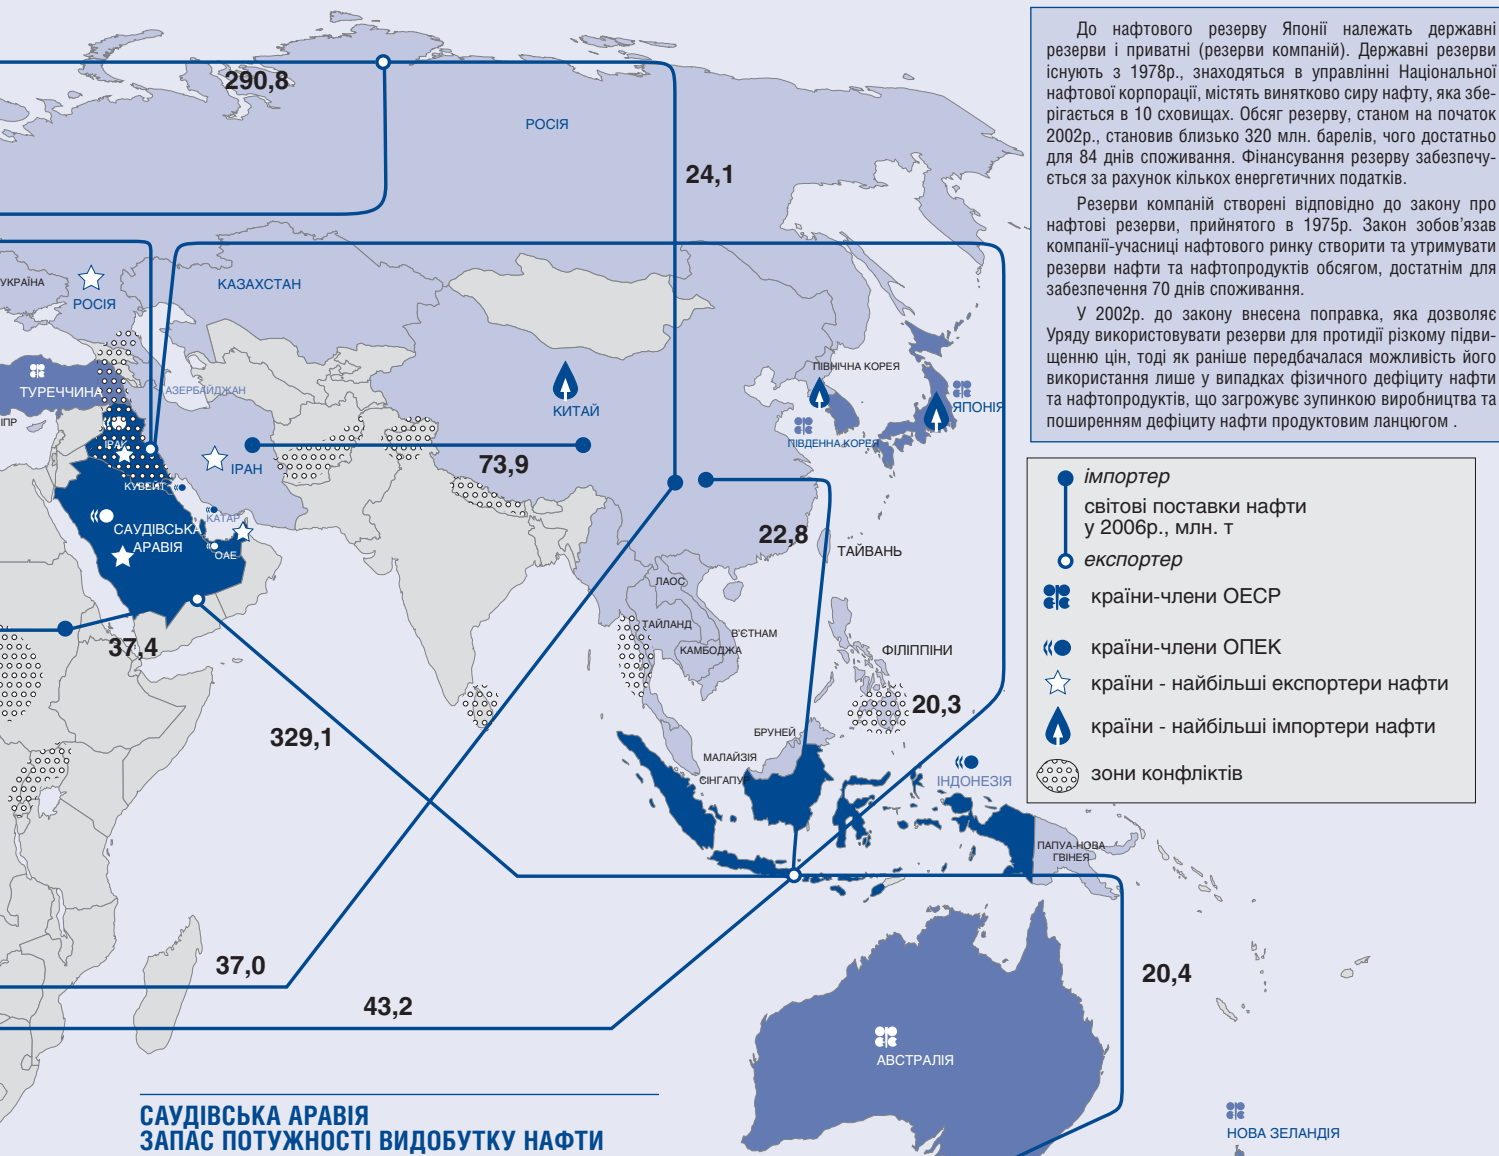 До нафтового резерву Японії належать державні
резерви і приватні (резерви компаній). Державні резерви
існують з 1978р., знаходяться в управлінні Національної
нафтової корпорації, містять винятково сиру нафту, яка збе-
рігається в 10 сховищах. Обсяг резерву, станом на початок
2002р., становив близько 320 млн. барелів, чого достатньо
для 84 днів споживання. Фінансування резерву забезпечу-
ється за рахунок кількох енергетичних податків.
Резерви компаній створені відповідно до закону про
нафтові резерви, прийнятого в 1975р. Закон зобов'язав
компанії-учасниці нафтового ринку створити та утримувати
резерви нафти та нафтопродуктів обсягом, достатнім для
забезпечення 70 днів споживання.
У 2002р. до закону внесена поправка, яка дозволяє
Уряду використовувати резерви для протидії різкому підви-
щенню цін, тоді як раніше передбачалася можливість його
використання лише у випадках фізичного дефіциту нафти
та нафтопродуктів, що загрожує зупинкою виробництва та
поширенням дефіциту нафти продуктовим ланцюгом .
імпортер
світові поставки нафти
у 2006р., млн. т
експортер
країни-члени ОЕСР
країни-члени ОПЕК
країни - найбільші експортери нафти
країни - найбільші імпортери нафти
зони конфліктів
290,8
РОСІЯ
24,1
УКРАЇНА
РОСІЯ
КАЗАХСТАН
ПІВНІЧНА КОРЕЯ
ТУРЕЧЧИНА
АЗЕРБАЙДЖАН
КИТАЙ
ЯПОНІЯ
ІПР
ІРАК
ПІВДЕННА КОРЕЯ
ІРАН
73,9
КУВЕЙТ
КАТАР
САУДІВСЬКА
АРАВІЯ
ОАЕ
22,8
ТАЙВАНЬ
ЛАОС
ТАЙЛАНД
В'ЄТНАМ
КАМБОДЖА
ФІЛІППІНИ
37,4
20,3
329,1
БРУНЕЙ
МАЛАЙЗІЯ
СІНГАПУР
ІНДОНЕЗІЯ
ПАПУА-НОВА
ГВІНЕЯ
37,0
43,2
20,4
АВСТРАЛІЯ
НОВА ЗЕЛАНДІЯ
САУДІВСЬКА АРАВІЯ
ЗАПАС ПОТУЖНОСТІ ВИДОБУТКУ НАФТИ